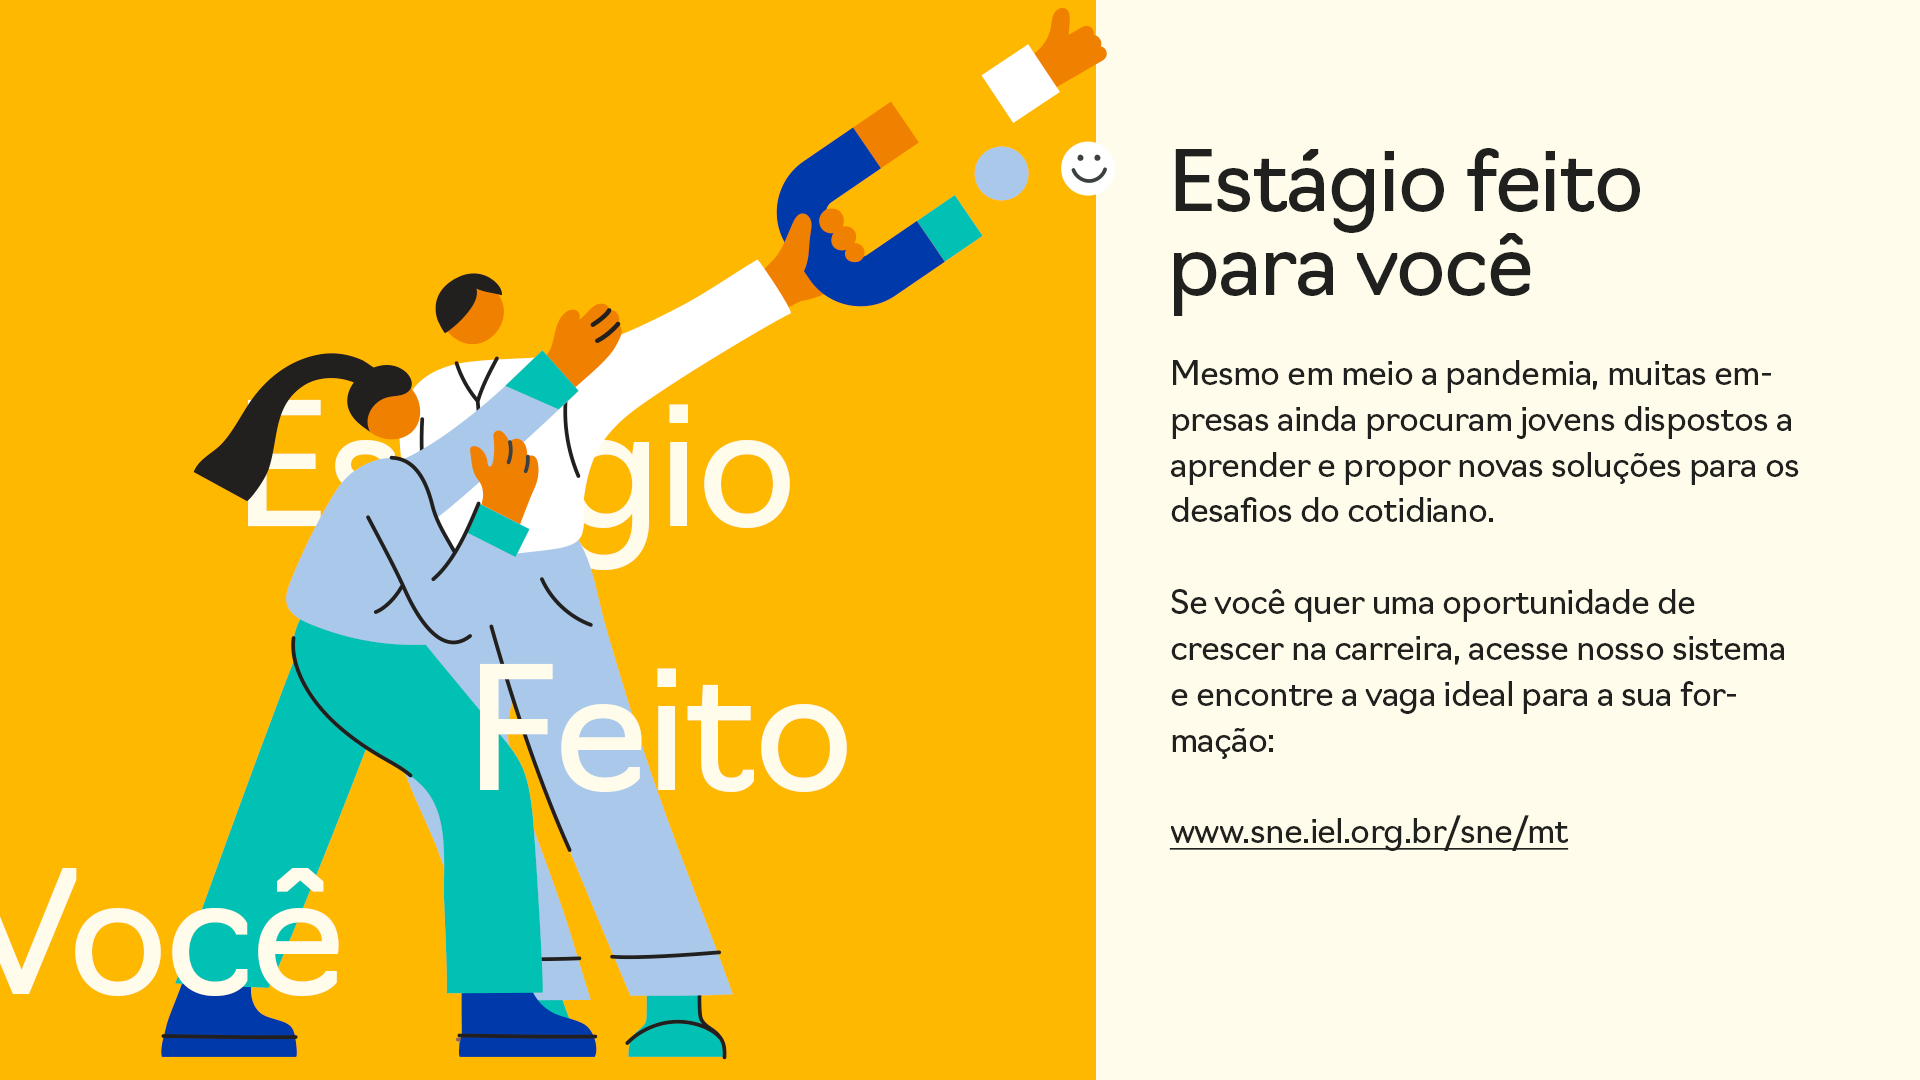 Estágio
Feito
Você
Estágio feito
para você
Mesmo em meio a pandemia, muitas em-
presas ainda procuram jovens dispostos a
aprender e propor novas soluções para os
desafios do cotidiano.
Se você quer uma oportunidade de
crescer na carreira, acesse nosso sistema
e encontre a vaga ideal para a sua for-
mação:
www.sne.iel.org.br/sne/mt